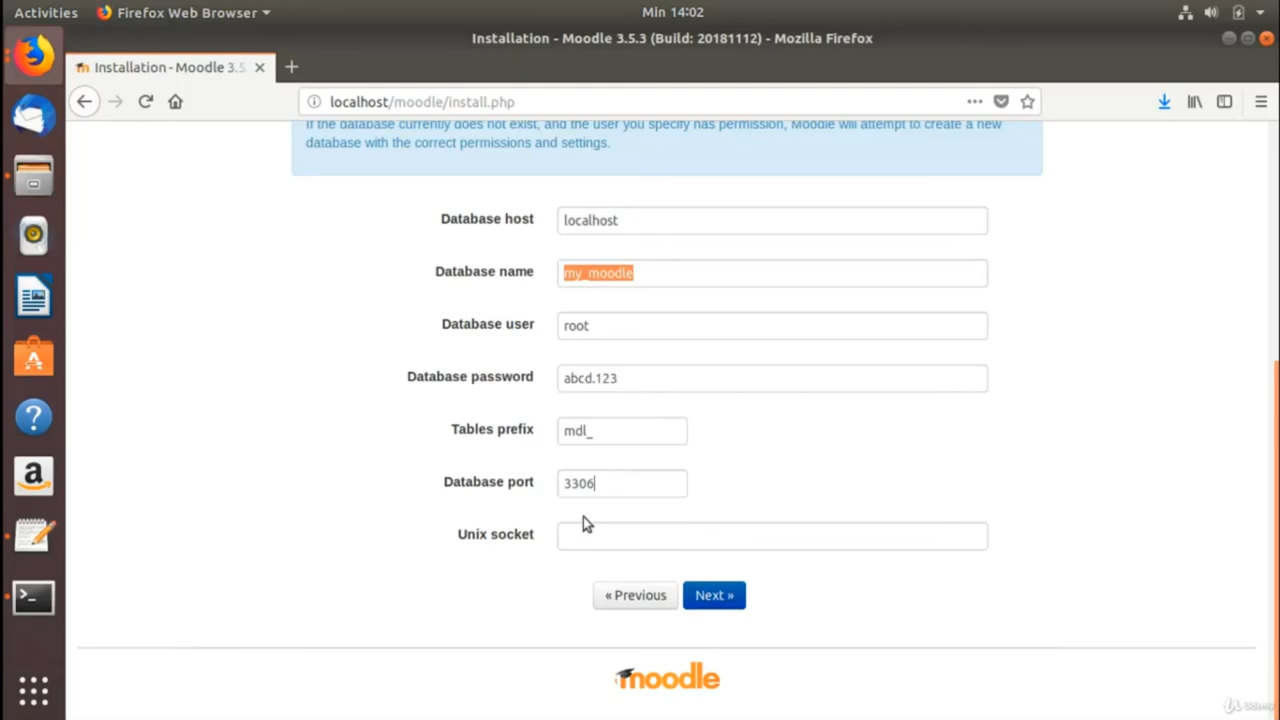 Activities
Firefox Web Browser
Min 14:02
Installation - Moodle 3.5.3 (Build: 20181112) - Mozilla Firefox
Installation - Moodle 3.5
localhost/moodle/install.php
If the database currently does not exist, and the user you specify has permission, Moodle will attempt to create a new
database with the correct permissions and settings.
Database host
localhost
Database name
my_moodle
Database user
root
Database password
abcd.123
Tables prefix
mdl_
Database port
3306
Unix socket
« Previous
Next »
moodle
Udemy